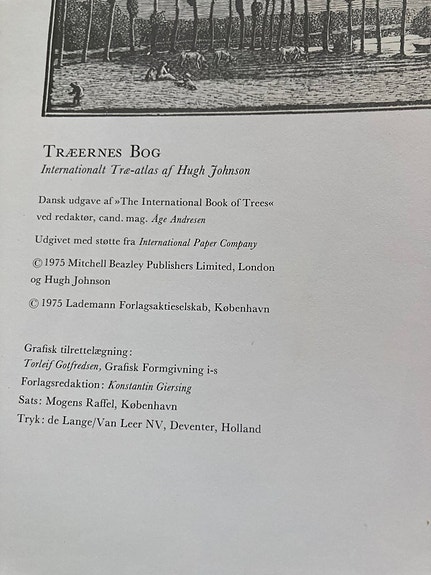 TRÆERNES BOG
Internationalt Træ-atlas af Hugh Johnson
Dansk udgave af »The International Book of Trees«
ved redaktør, cand. mag. Åge Andresen
Udgivet med støtte fra International Paper Company
© 1975 Mitchell Beazley Publishers Limited, London
og Hugh Johnson
© 1975 Lademann Forlagsaktieselskab, København
Grafisk tilrettelægning:
Torleif Gotfredsen, Grafisk Formgivning i-s
Forlagsredaktion: Konstantin Giersing
Sats: Mogens Raffel, København
Tryk: de Lange/Van Leer NV, Deventer, Holland